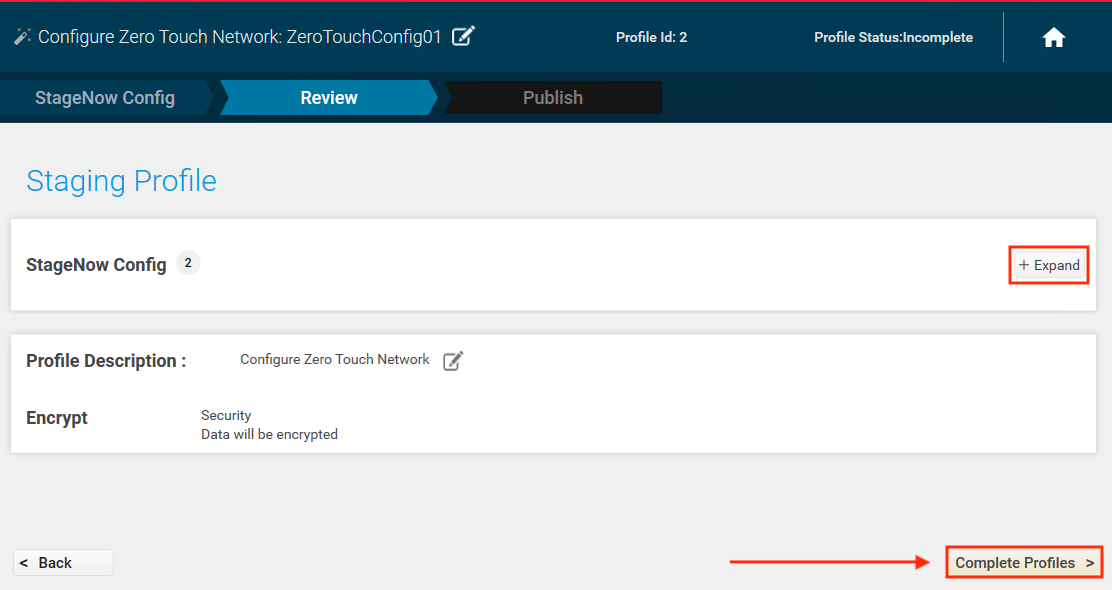 Configure Zero Touch Network: ZeroTouchConfig01
Profile Id: 2
Profile Status:Incomplete
StageNow Config
Review
Publish
Staging Profile
StageNow Config 2
+ Expand
Profile Description : Configure Zero Touch Network
Encrypt
Security
Data will be encrypted
< Back
Complete Profiles >